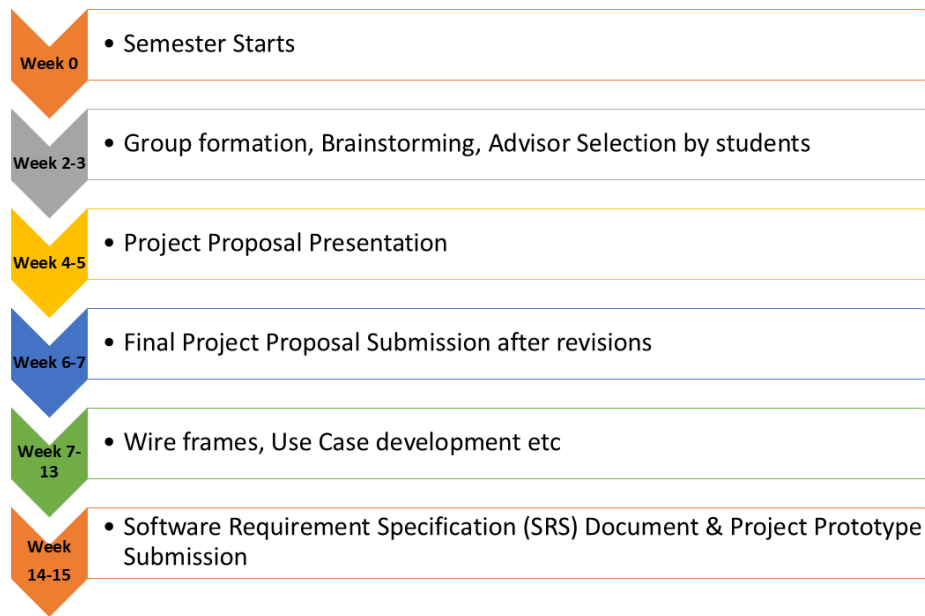 Week 0
• Semester Starts
Week 2-3
• Group formation, Brainstorming, Advisor Selection by students
Week 4-5
• Project Proposal Presentation
Week 6-7
• Final Project Proposal Submission after revisions
Week 7-
13
• Wire frames, Use Case development etc
Week
14-15
• Software Requirement Specification (SRS) Document & Project Prototype
Submission